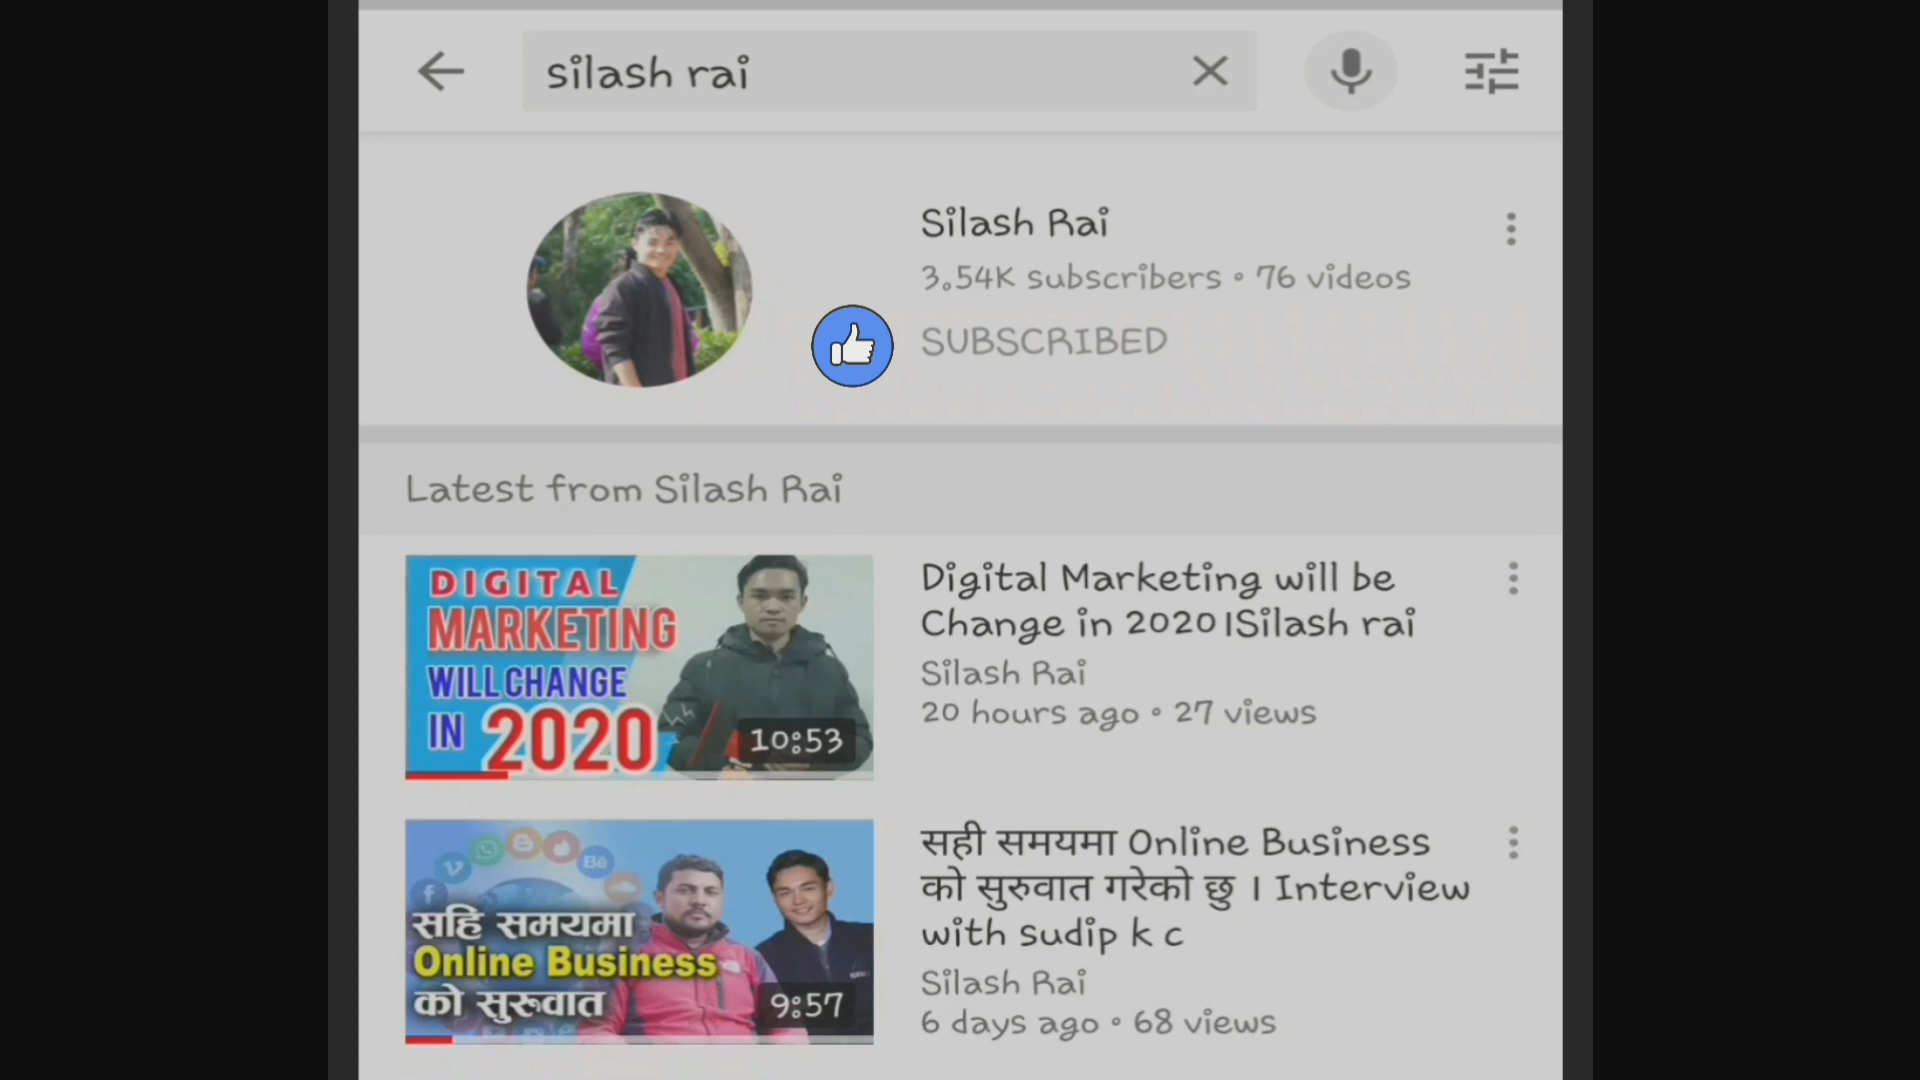 silash rai
Silash Rai
3.54K subscribers • 76 videos
SUBSCRIBED
Latest from Silash Rai
DIGITAL
MARKETING
WILL CHANGE
IN 2020
10:53
Digital Marketing will be
Change in 2020।Silash rai
Silash Rai
20 hours ago • 27 views
सहि समयमा
Online Business
को सुरुवात
9:57
सही समयमा Online Business
को सुरुवात गरेको छु । Interview
with sudip k c
Silash Rai
6 days ago • 68 views